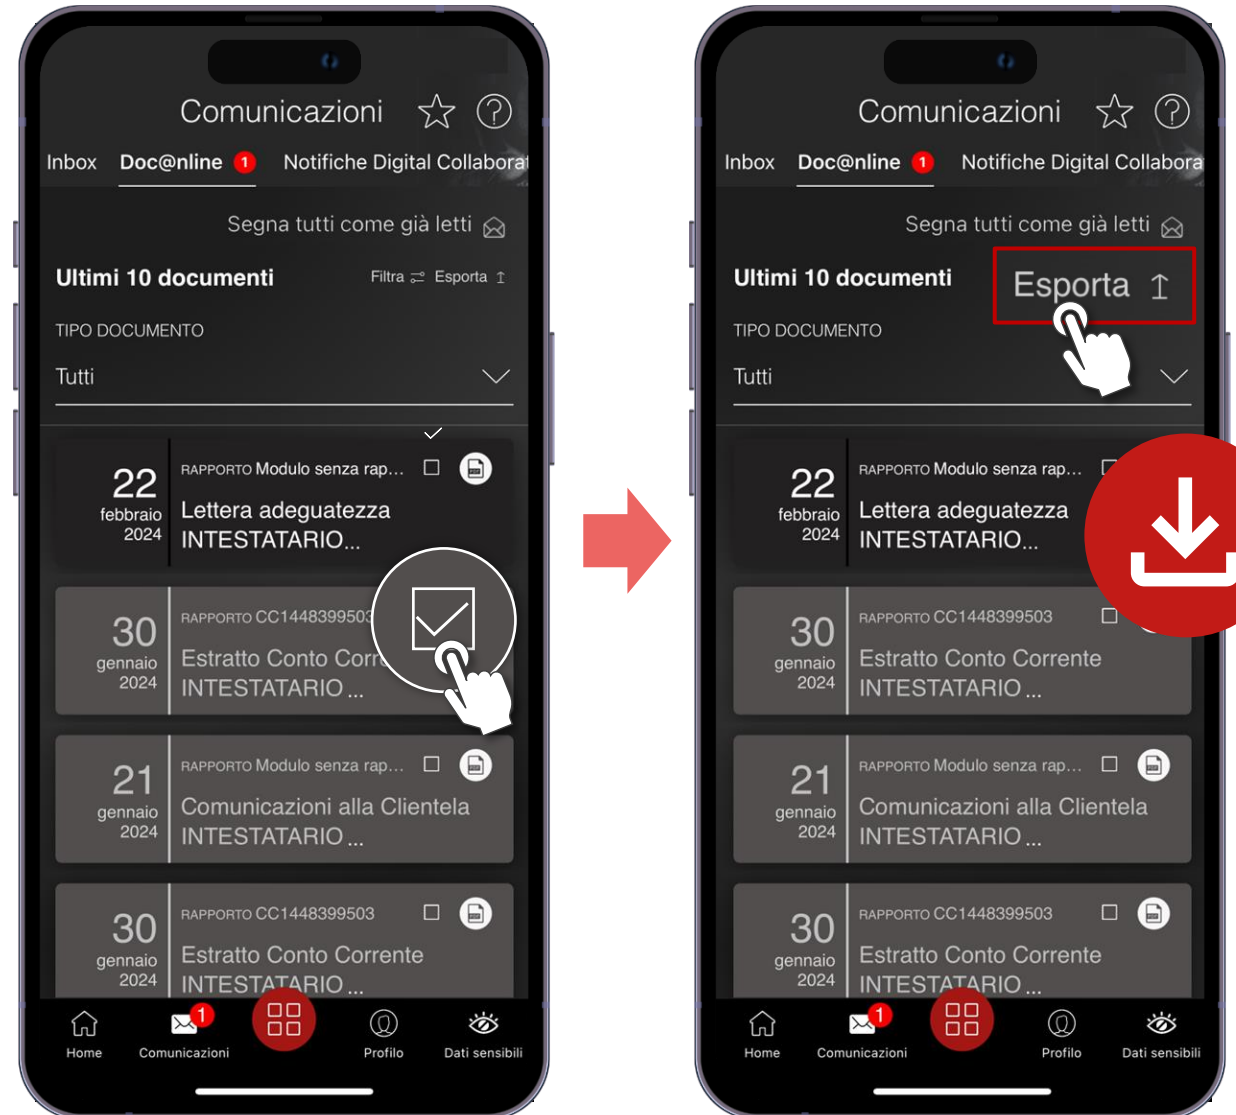 Comunicazioni
Inbox Doc@nline 1 Notifiche Digital Collabora
Segna tutti come già letti
Ultimi 10 documenti Filtra Esporta
TIPO DOCUMENTO
Tutti
22 febbraio 2024
RAPPORTO Modulo senza rap...
Lettera adeguatezza
INTESTATARIO...
30 gennaio 2024
RAPPORTO CC1448399503
Estratto Conto Corre
INTESTATARIO ...
21 gennaio 2024
RAPPORTO Modulo senza rap...
Comunicazioni alla Clientela
INTESTATARIO ...
30 gennaio 2024
RAPPORTO CC1448399503
Estratto Conto Corrente
INTESTATARIO ...
1
Home Comunicazioni Profilo Dati sensibili
Comunicazioni
Inbox Doc@nline 1 Notifiche Digital Collabora
Segna tutti come già letti
Ultimi 10 documenti Esporta
TIPO DOCUMENTO
Tutti
22 febbraio 2024
RAPPORTO Modulo senza rap...
Lettera adeguatezza
INTESTATARIO...
30 gennaio 2024
RAPPORTO CC1448399503
Estratto Conto Corrente
INTESTATARIO ...
21 gennaio 2024
RAPPORTO Modulo senza rap...
Comunicazioni alla Clientela
INTESTATARIO ...
30 gennaio 2024
RAPPORTO CC1448399503
Estratto Conto Corrente
INTESTATARIO ...
1
Home Comunicazioni Profilo Dati sensibili